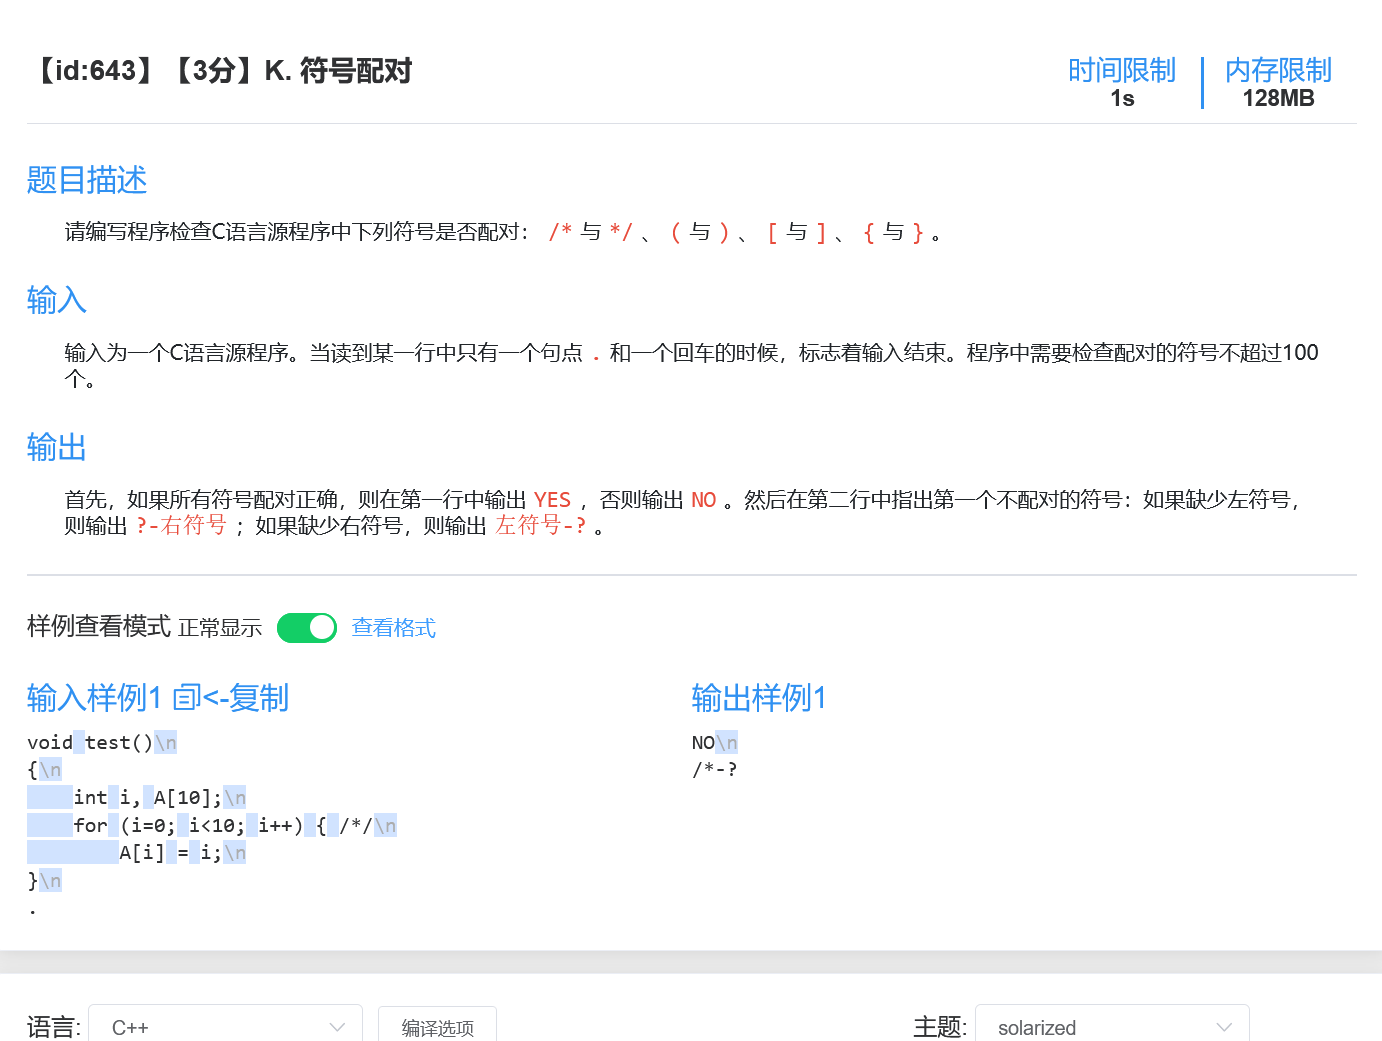 【id:643】【3分】K. 符号配对
时间限制
1s
内存限制
128MB
题目描述
请编写程序检查C语言源程序中下列符号是否配对： /* 与 */ 、 ( 与 ) 、 [ 与 ] 、 { 与 } 。
输入
输入为一个C语言源程序。当读到某一行中只有一个句点 . 和一个回车的时候，标志着输入结束。程序中需要检查配对的符号不超过100
个。
输出
首先，如果所有符号配对正确，则在第一行中输出 YES ，否则输出 NO 。然后在第二行中指出第一个不配对的符号：如果缺少左符号，
则输出 ?-右符号 ；如果缺少右符号，则输出 左符号-? 。
样例查看模式 正常显示 查看格式
输入样例1 <-复制
void test()\n
{\n
    int i, A[10];\n
    for (i=0; i<10; i++) { /*/\n
        A[i] = i;\n
}\n
.
输出样例1
NO\n
/*-?
语言: C++ 编译选项
主题: solarized